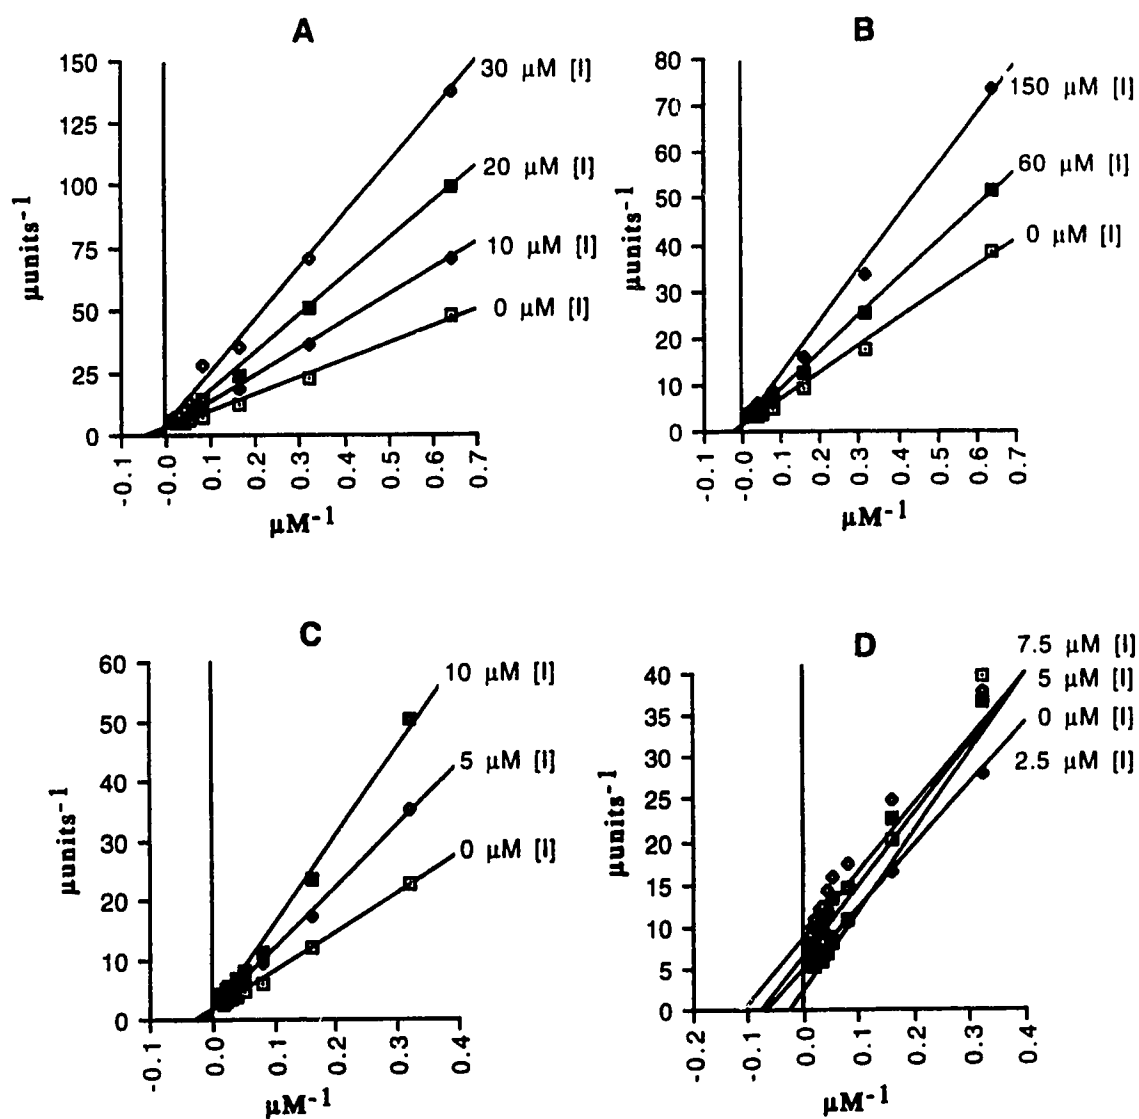 A
150
125
100
75
50
25
0
µunits-1
-0.1
-0.0
0.1
0.2
0.3
0.4
0.5
0.6
0.7
µM-1
30 µM [I]
20 µM [I]
10 µM [I]
0 µM [I]
B
80
70
60
50
40
30
20
10
0
µunits-1
-0.1
-0.0
0.1
0.2
0.3
0.4
0.5
0.6
0.7
µM-1
150 µM [I]
60 µM [I]
0 µM [I]
C
60
50
40
30
20
10
0
µunits-1
-0.1
0.0
0.1
0.2
0.3
0.4
µM-1
10 µM [I]
5 µM [I]
0 µM [I]
D
40
35
30
25
20
15
10
5
0
µunits-1
-0.2
-0.1
0.0
0.1
0.2
0.3
0.4
µM-1
7.5 µM [I]
5 µM [I]
0 µM [I]
2.5 µM [I]